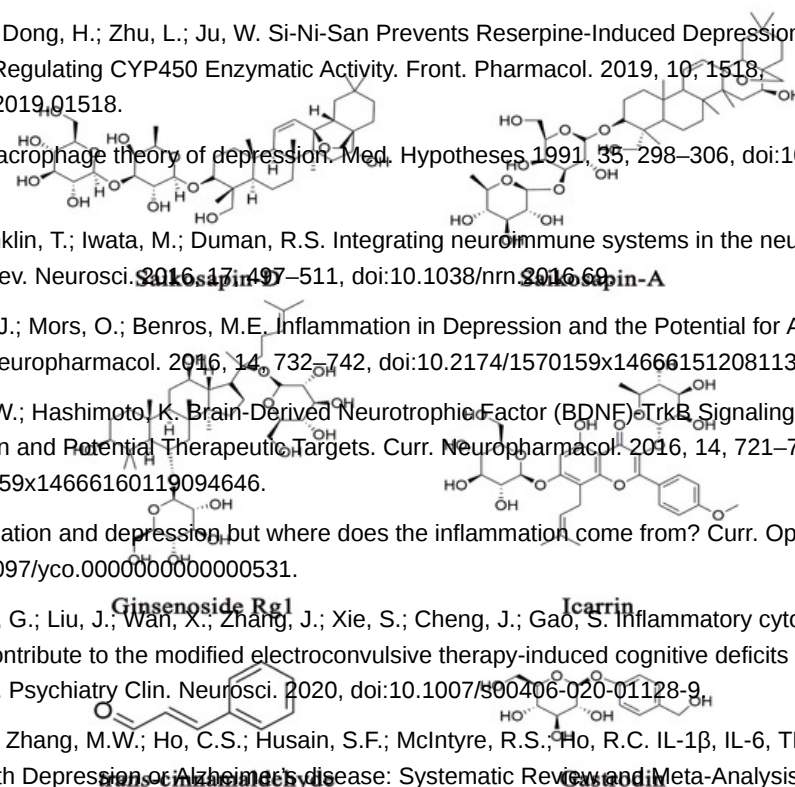 Dong, H.; Zhu, L.; Ju, W. Si-Ni-San Prevents Reserpine-Induced Depression
Regulating CYP450 Enzymatic Activity. Front. Pharmacol. 2019, 10, 1518,
2019.01518.
acrophage theory of depression. Med. Hypotheses 1991, 35, 298–306, doi:10
klin, T.; Iwata, M.; Duman, R.S. Integrating neuroimmune systems in the neu
ev. Neurosci. 2016, 17, 497–511, doi:10.1038/nrn.2016.69.
Saikosapin-D
Saikosapin-A
J.; Mors, O.; Benros, M.E. Inflammation in Depression and the Potential for A
europharmacol. 2016, 14, 732–742, doi:10.2174/1570159x14666151208113
W.; Hashimoto, K. Brain-Derived Neurotrophic Factor (BDNF)-TrkB Signaling
n and Potential Therapeutic Targets. Curr. Neuropharmacol. 2016, 14, 721–7
59x14666160119094646.
ation and depression but where does the inflammation come from? Curr. Op
097/yco.0000000000000531.
Ginsenoside Rg1
Icarrin
, G.; Liu, J.; Wan, X.; Zhang, J.; Xie, S.; Cheng, J.; Gao, S. Inflammatory cyto
ontribute to the modified electroconvulsive therapy-induced cognitive deficits
. Psychiatry Clin. Neurosci. 2020, doi:10.1007/s00406-020-01128-9.
Zhang, M.W.; Ho, C.S.; Husain, S.F.; McIntyre, R.S.; Ho, R.C. IL-1β, IL-6, T
th Depression or Alzheimer's disease: Systematic Review and Meta-Analysis
trans-cinnamaldehyde
Gastrodin